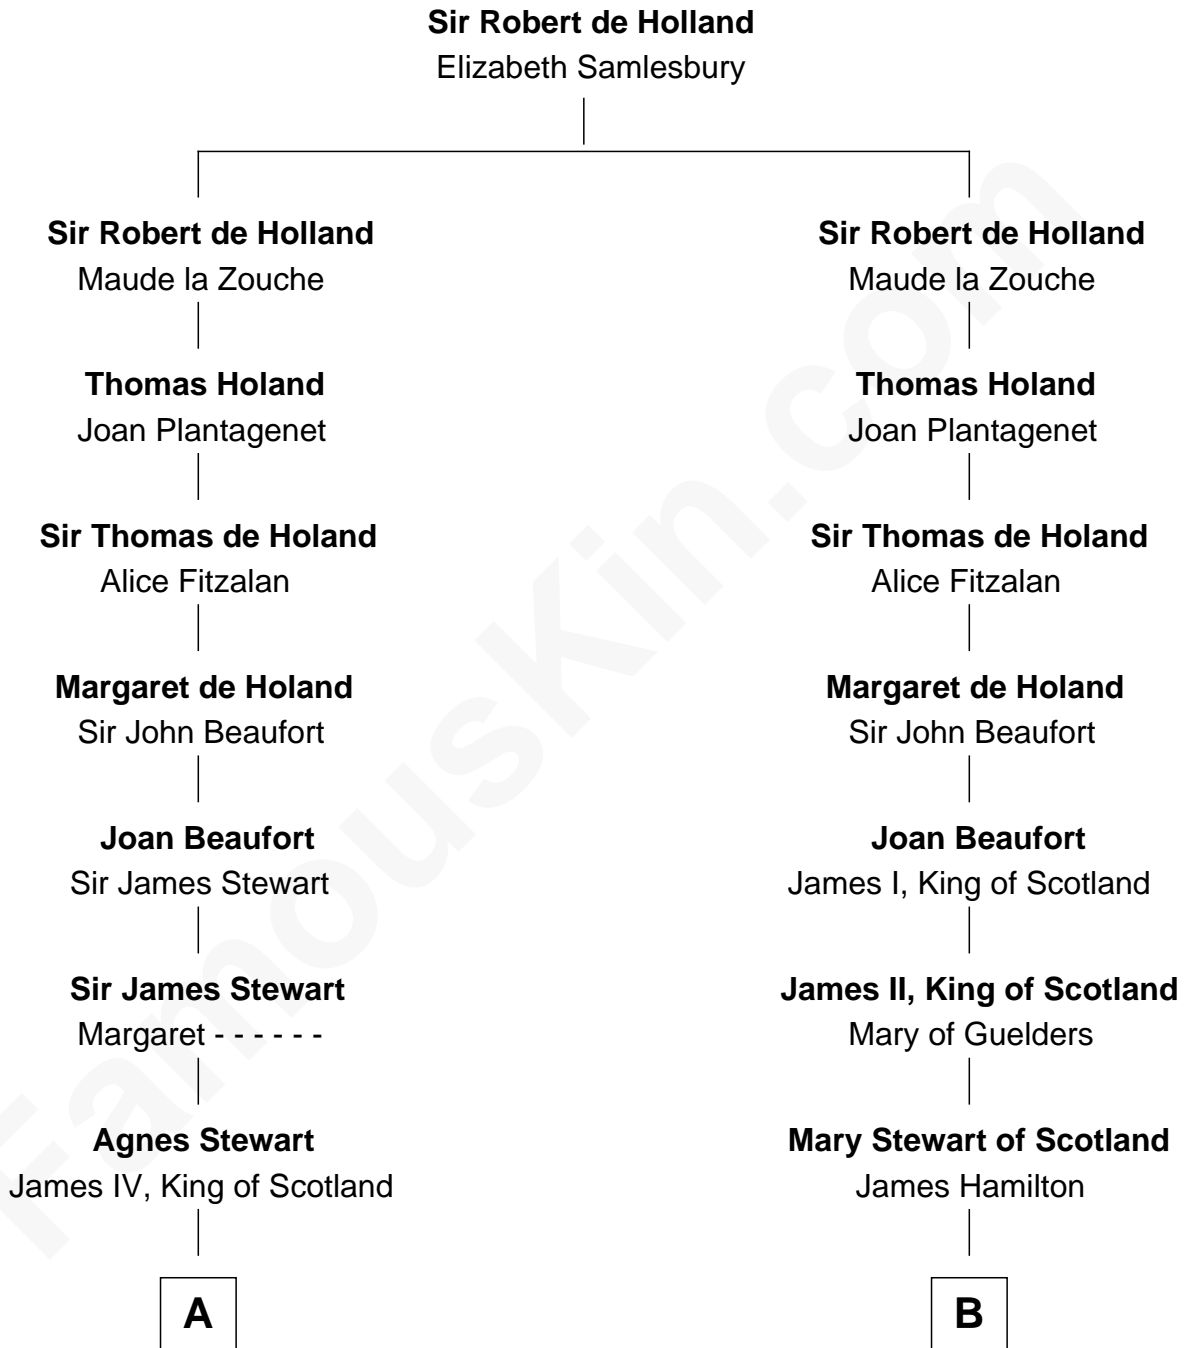 Sir Robert de Holland
Elizabeth Samlesbury
Sir Robert de Holland
Maude la Zouche
Thomas Holand
Joan Plantagenet
Sir Thomas de Holand
Alice Fitzalan
Margaret de Holand
Sir John Beaufort
Joan Beaufort
Sir James Stewart
Sir James Stewart
Margaret - - - - - -
Agnes Stewart
James IV, King of Scotland
A
Sir Robert de Holland
Maude la Zouche
Thomas Holand
Joan Plantagenet
Sir Thomas de Holand
Alice Fitzalan
Margaret de Holand
Sir John Beaufort
Joan Beaufort
James I, King of Scotland
James II, King of Scotland
Mary of Guelders
Mary Stewart of Scotland
James Hamilton
B
FamousKin.com